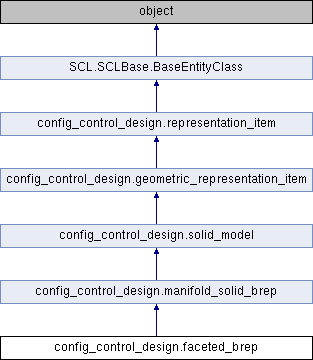 object
SCL.SCLBase.BaseEntityClass
config_control_design.representation_item
config_control_design.geometric_representation_item
config_control_design.solid_model
config_control_design.manifold_solid_brep
config_control_design.faceted_brep